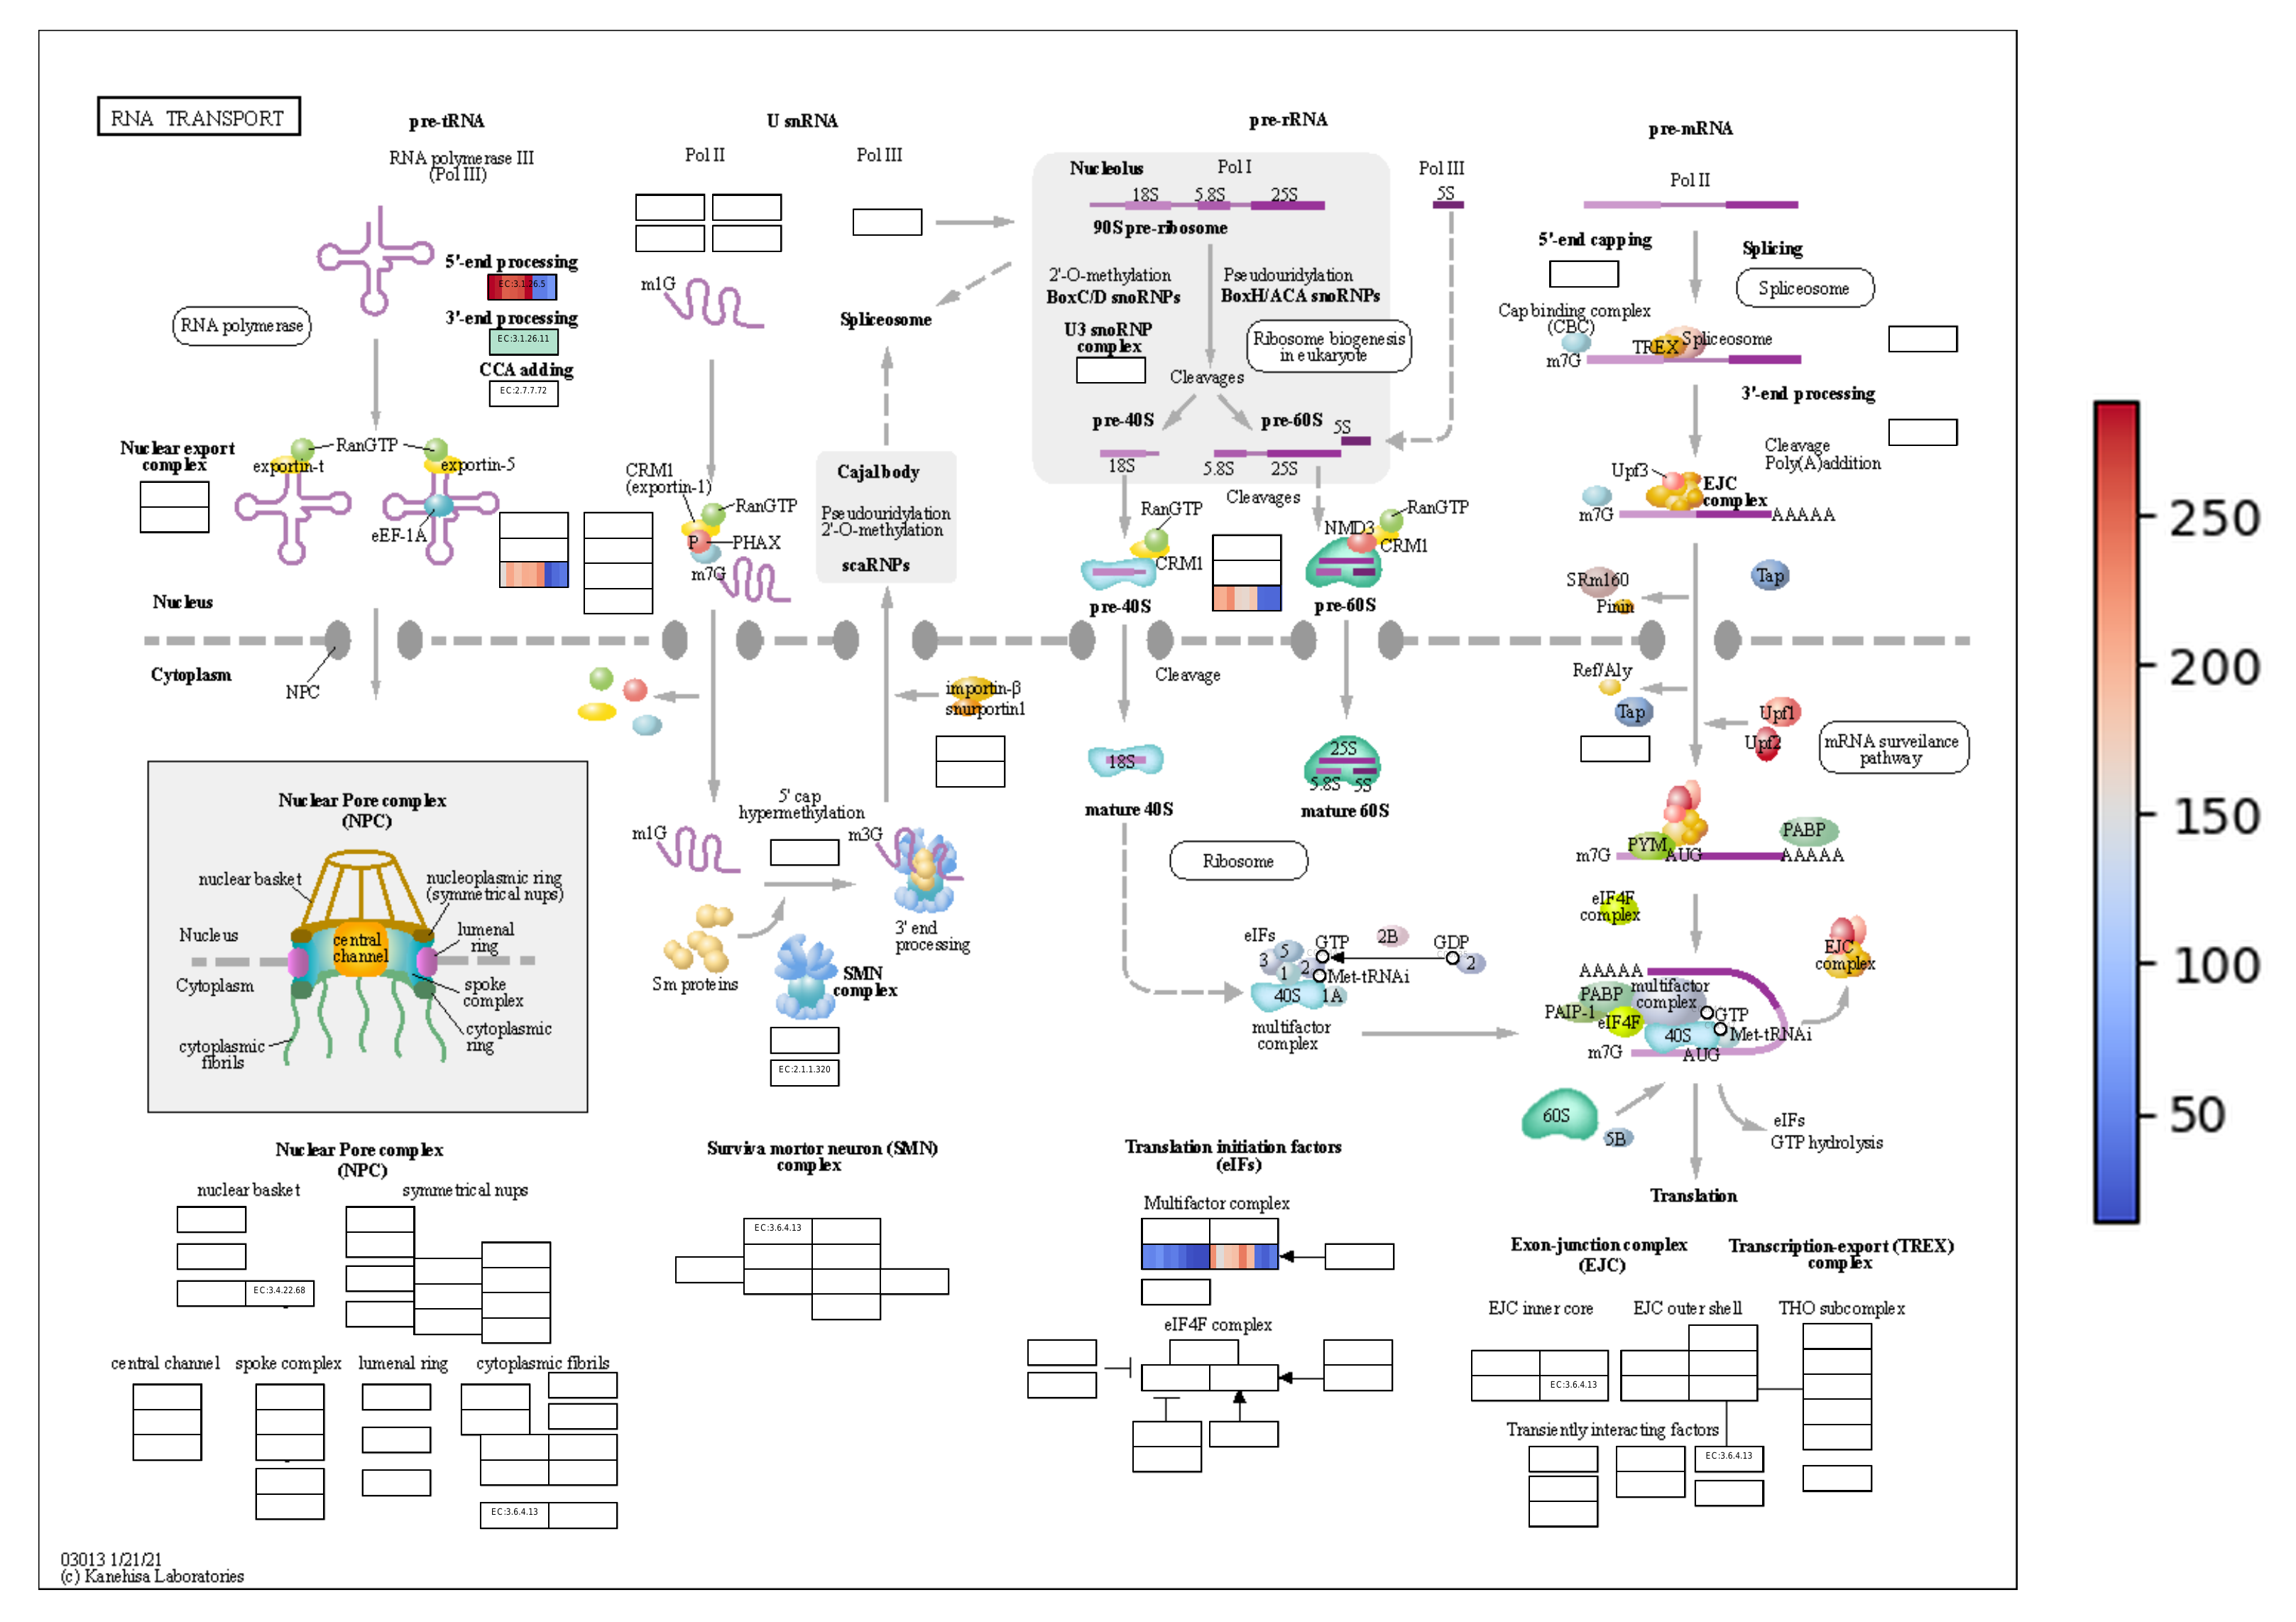 RNA TRANSPORT
pre-tRNA
RNA polymerase III
(Pol III)
5'-end processing
EC:3.1.26.5
RNA polymerase
3'-end processing
EC:3.1.26.11
CCA adding
EC:2.7.7.72
Nuclear export
complex
RanGTP
exportin-t
exportin-5
eEF-1A
Nucleus
Cytoplasm
NPC
U snRNA
Pol II
Pol III
m1G
Spliceosome
CRM1
(exportin-1)
RanGTP
P
PHAX
m7G
Cajal body
Pseudouridylation
2'-O-methylation
scaRNPs
importin-β
snurportin1
5' cap
hypermethylation
m1G
m3G
3' end
processing
Sm proteins
SMN
complex
EC:2.1.1.320
pre-rRNA
Nucleolus
Pol I
18S
5.8S
25S
90S pre-ribosome
Pol III
5S
2'-O-methylation
BoxC/D snoRNPs
Pseudouridylation
BoxH/ACA snoRNPs
U3 snoRNP
complex
Ribosome biogenesis
in eukaryote
Cleavages
pre-40S
pre-60S
5S
18S
5.8S
25S
Cleavages
RanGTP
CRM1
NMD3
RanGTP
CRM1
pre-40S
pre-60S
Cleavage
18S
25S
5.8S
5S
mature 40S
mature 60S
Ribosome
eIFs
5
3
1
2
GTP
2B
GDP
2
Met-tRNAi
40S
1A
multifactor
complex
pre-mRNA
Pol II
5'-end capping
Splicing
Spliceosome
Cap binding complex
(CBC)
TREX
Spliceosome
m7G
3'-end processing
Cleavage
Poly(A)addition
Upf3
EJC
complex
m7G
AAAAA
SRm160
Pinin
Tap
Ref/Aly
Tap
Upf1
Upf2
mRNA surveilance
pathway
PYM
PABP
m7G
AUG
AAAAA
eIF4F
complex
EJC
complex
AAAAA
multifactor
complex
PABP
PAIP-1
eIF4F
GTP
40S
Met-tRNAi
m7G
AUG
60S
5B
eIFs
GTP hydrolysis
Translation
Nuclear Pore complex
(NPC)
nuclear basket
nucleoplasmic ring
(symmetrical nups)
Nucleus
central
channel
lumenal
ring
Cytoplasm
spoke
complex
cytoplasmic
ring
cytoplasmic
fibrils
Nuclear Pore complex
(NPC)
nuclear basket
symmetrical nups
EC:3.4.22.68
central channel
spoke complex
lumenal ring
cytoplasmic fibrils
EC:3.6.4.13
Surviva mortor neuron (SMN)
complex
EC:3.6.4.13
Translation initiation factors
(eIFs)
Multifactor complex
eIF4F complex
Exon-junction complex
(EJC)
EJC inner core
EJC outer shell
EC:3.6.4.13
Transiently interacting factors
EC:3.6.4.13
Transcription-export (TREX)
complex
THO subcomplex
03013 1/21/21
(c) Kanehisa Laboratories
250
200
150
100
50